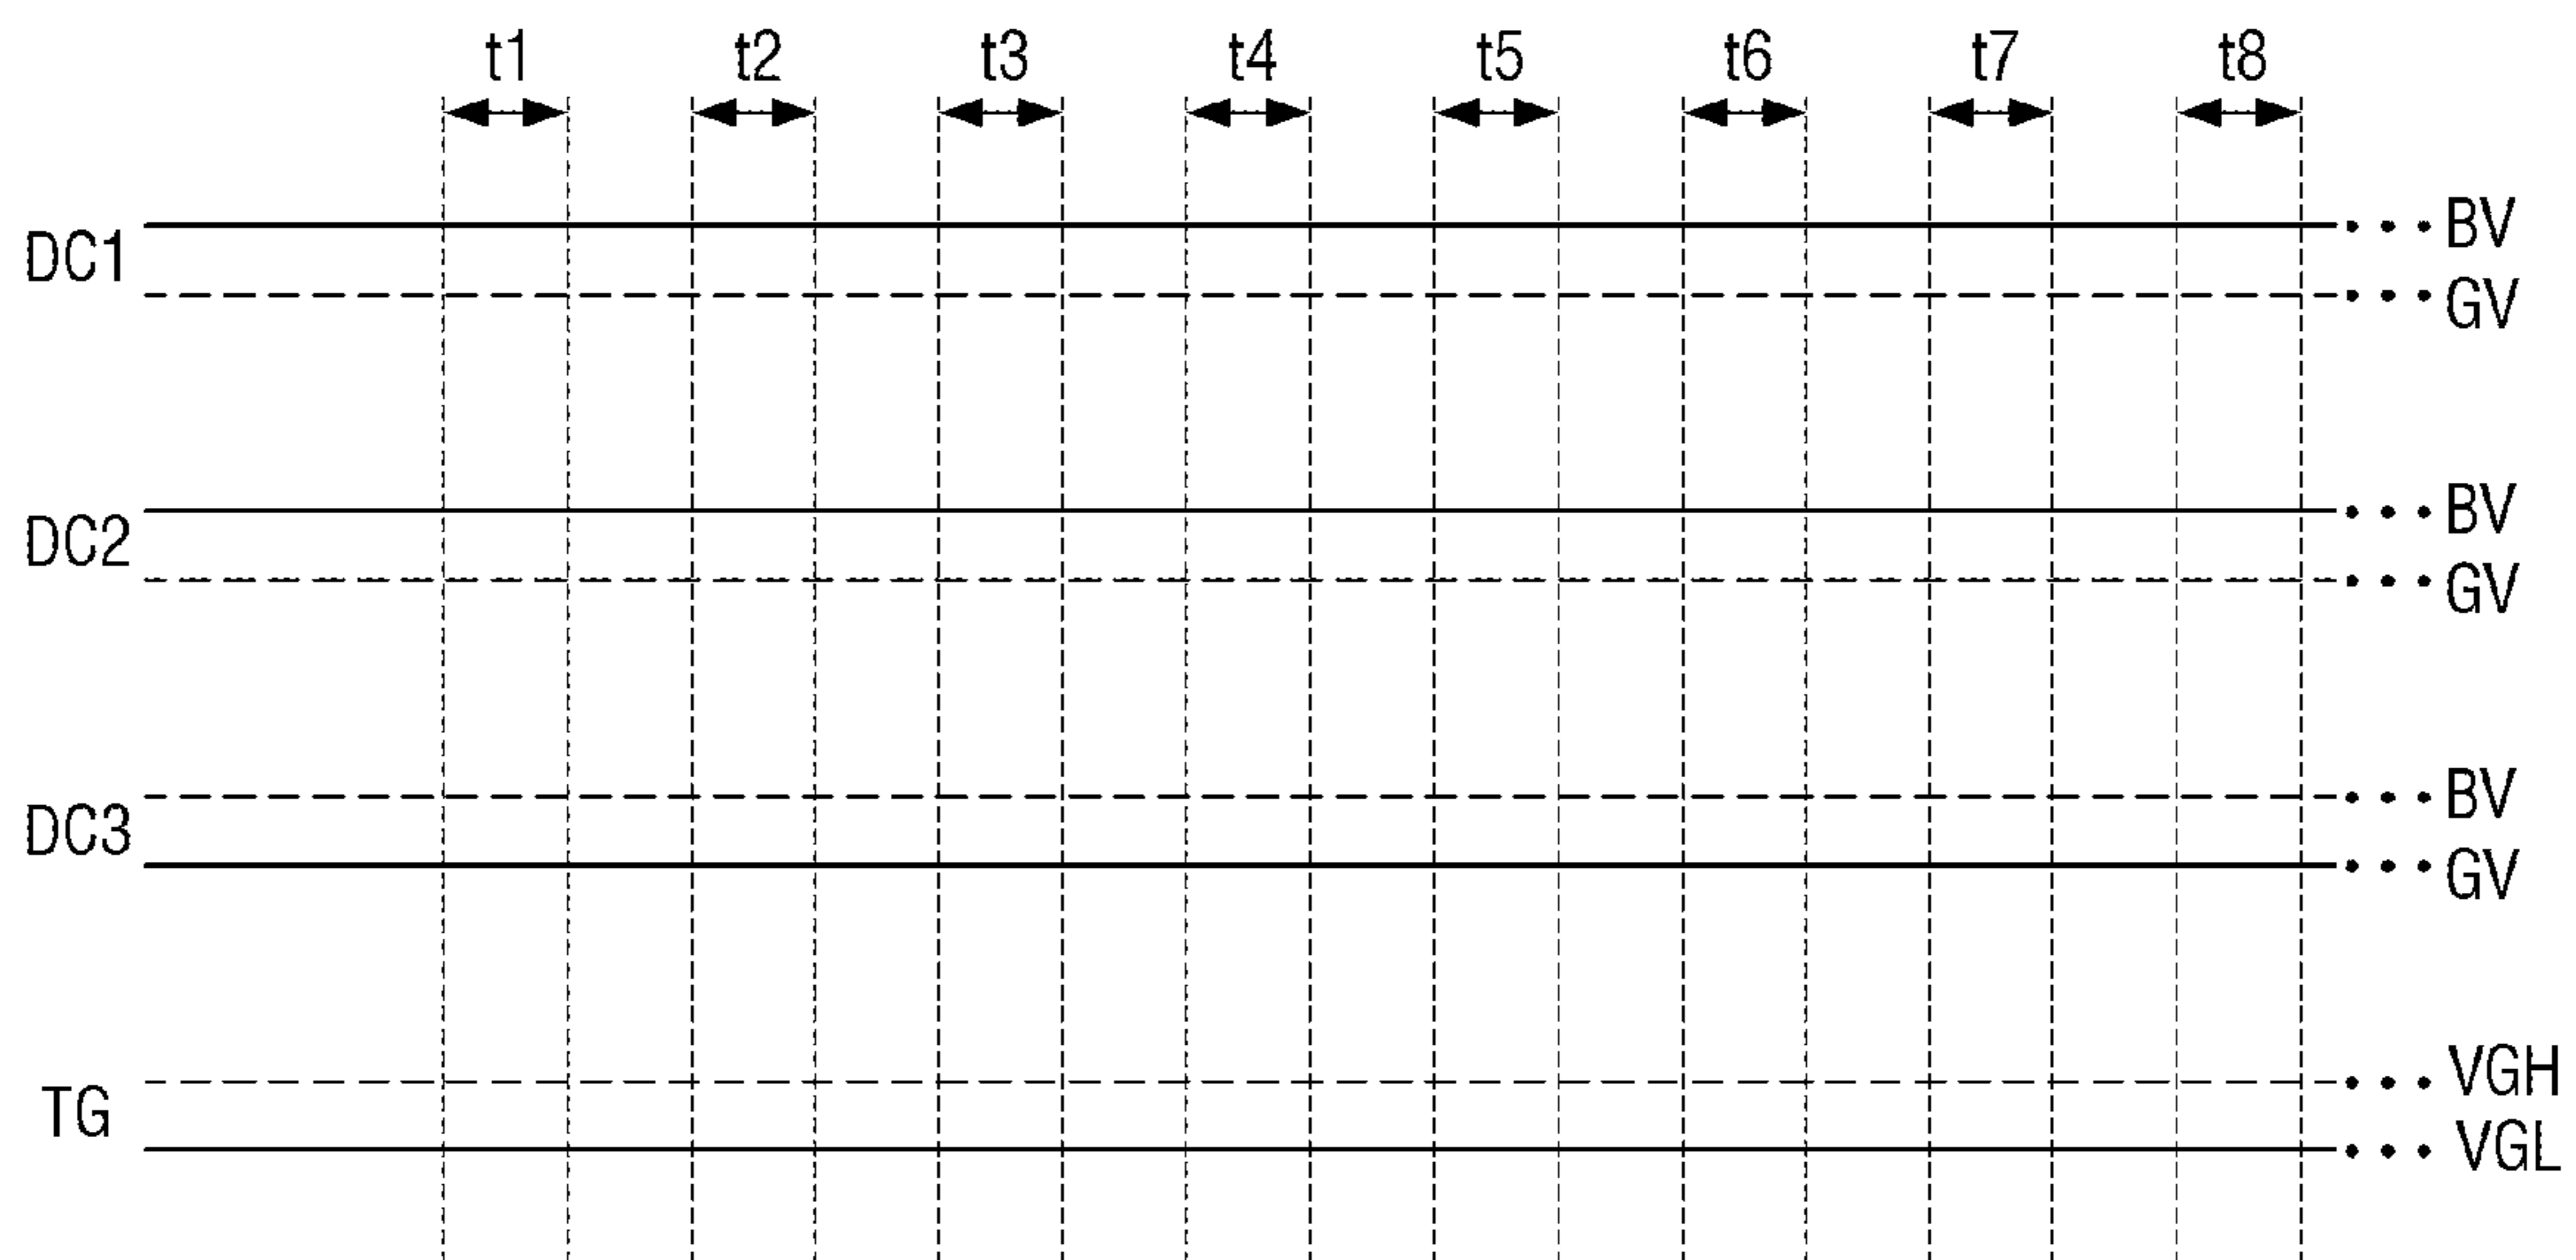 t1 t2 t3 t4 t5 t6 t7 t8
DC1 BV
GV
DC2 BV
GV
DC3 BV
GV
TG VGH
VGL